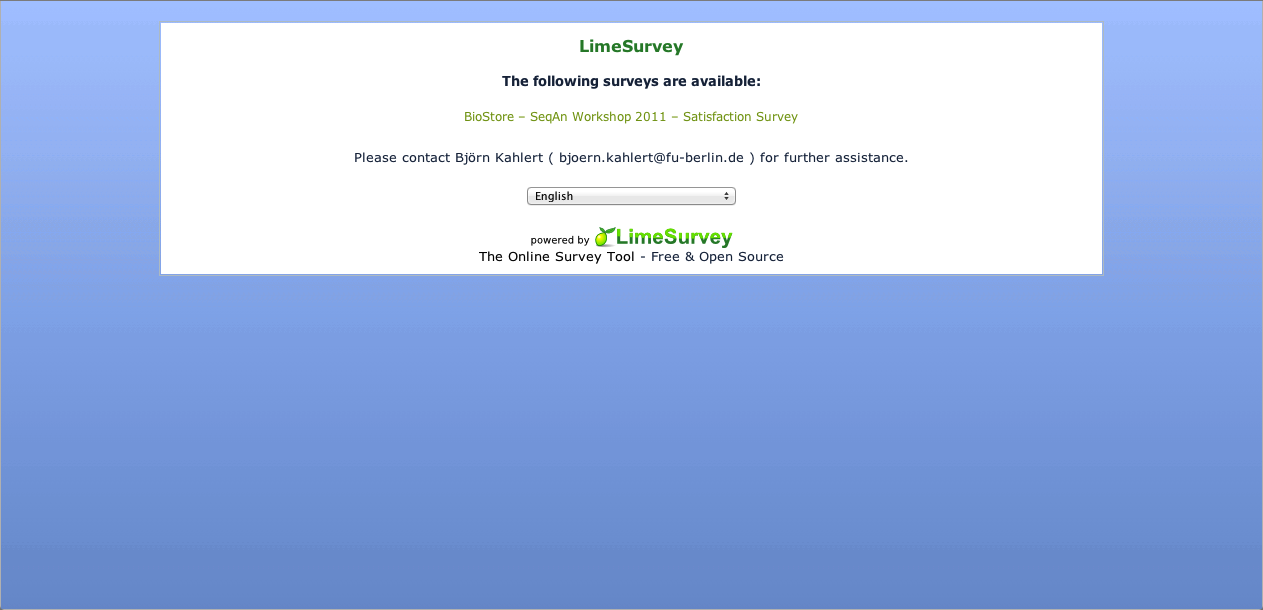 LimeSurvey
The following surveys are available:
BioStore – SeqAn Workshop 2011 – Satisfaction Survey
Please contact Björn Kahlert ( bjoern.kahlert@fu-berlin.de ) for further assistance.
English
powered by LimeSurvey
The Online Survey Tool - Free & Open Source